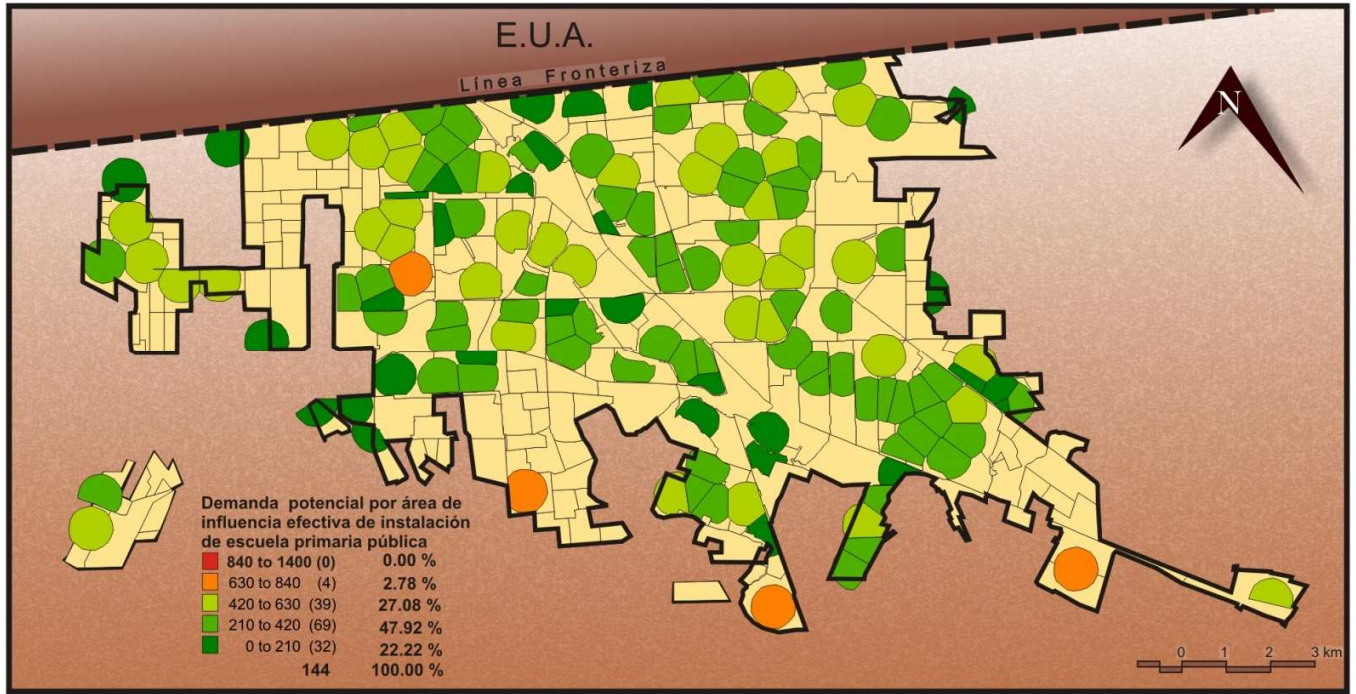 E.U.A.
Línea Fronteriza
N
Demanda potencial por área de
influencia efectiva de instalación
de escuela primaria pública
840 to 1400 (0) 0.00 %
630 to 840 (4) 2.78 %
420 to 630 (39) 27.08 %
210 to 420 (69) 47.92 %
0 to 210 (32) 22.22 %
144 100.00 %
0 1 2 3 km